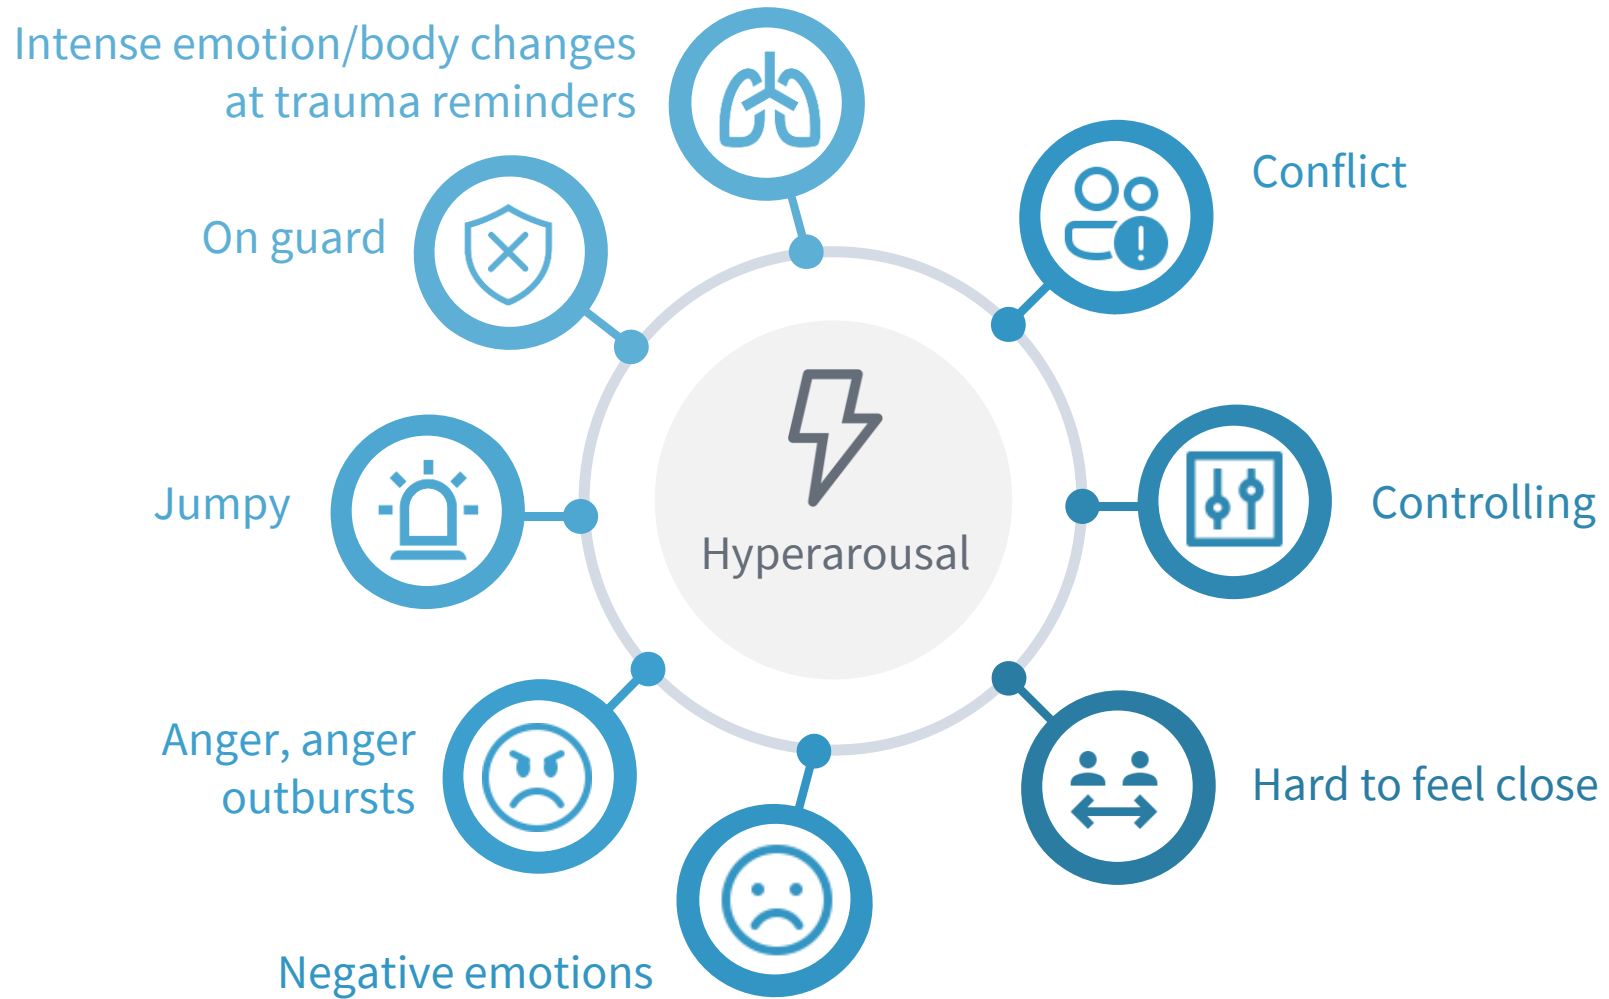 Intense emotion/body changes
at trauma reminders
Conflict
On guard
Jumpy
Controlling
Hyperarousal
Anger, anger
outbursts
Hard to feel close
Negative emotions